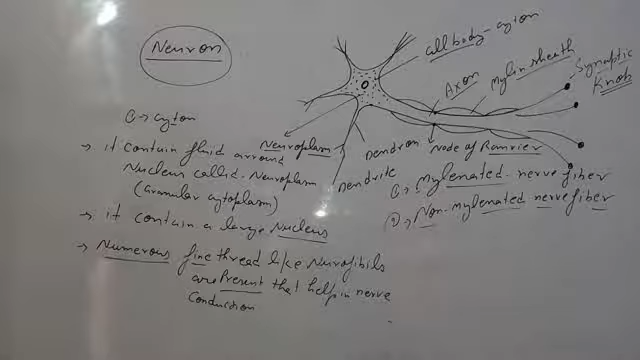 Neuron
Cell body - cyton
Axon
Mylin sheath
Synaptic
Knob
Neuroplasm
Dendron
Dendrite
Node of Ranvier
① → cyton
→ it contain fluid arround
Nucleus callid - Neuroplasm
(Granular cytoplasm)
→ it contain a large Nucleus
→ Numerous fine thread like Neurofibils
are Present that help in nerve
Conduction
① → Mylenated - nerve fiber
② → Non - mylenated nerve fiber